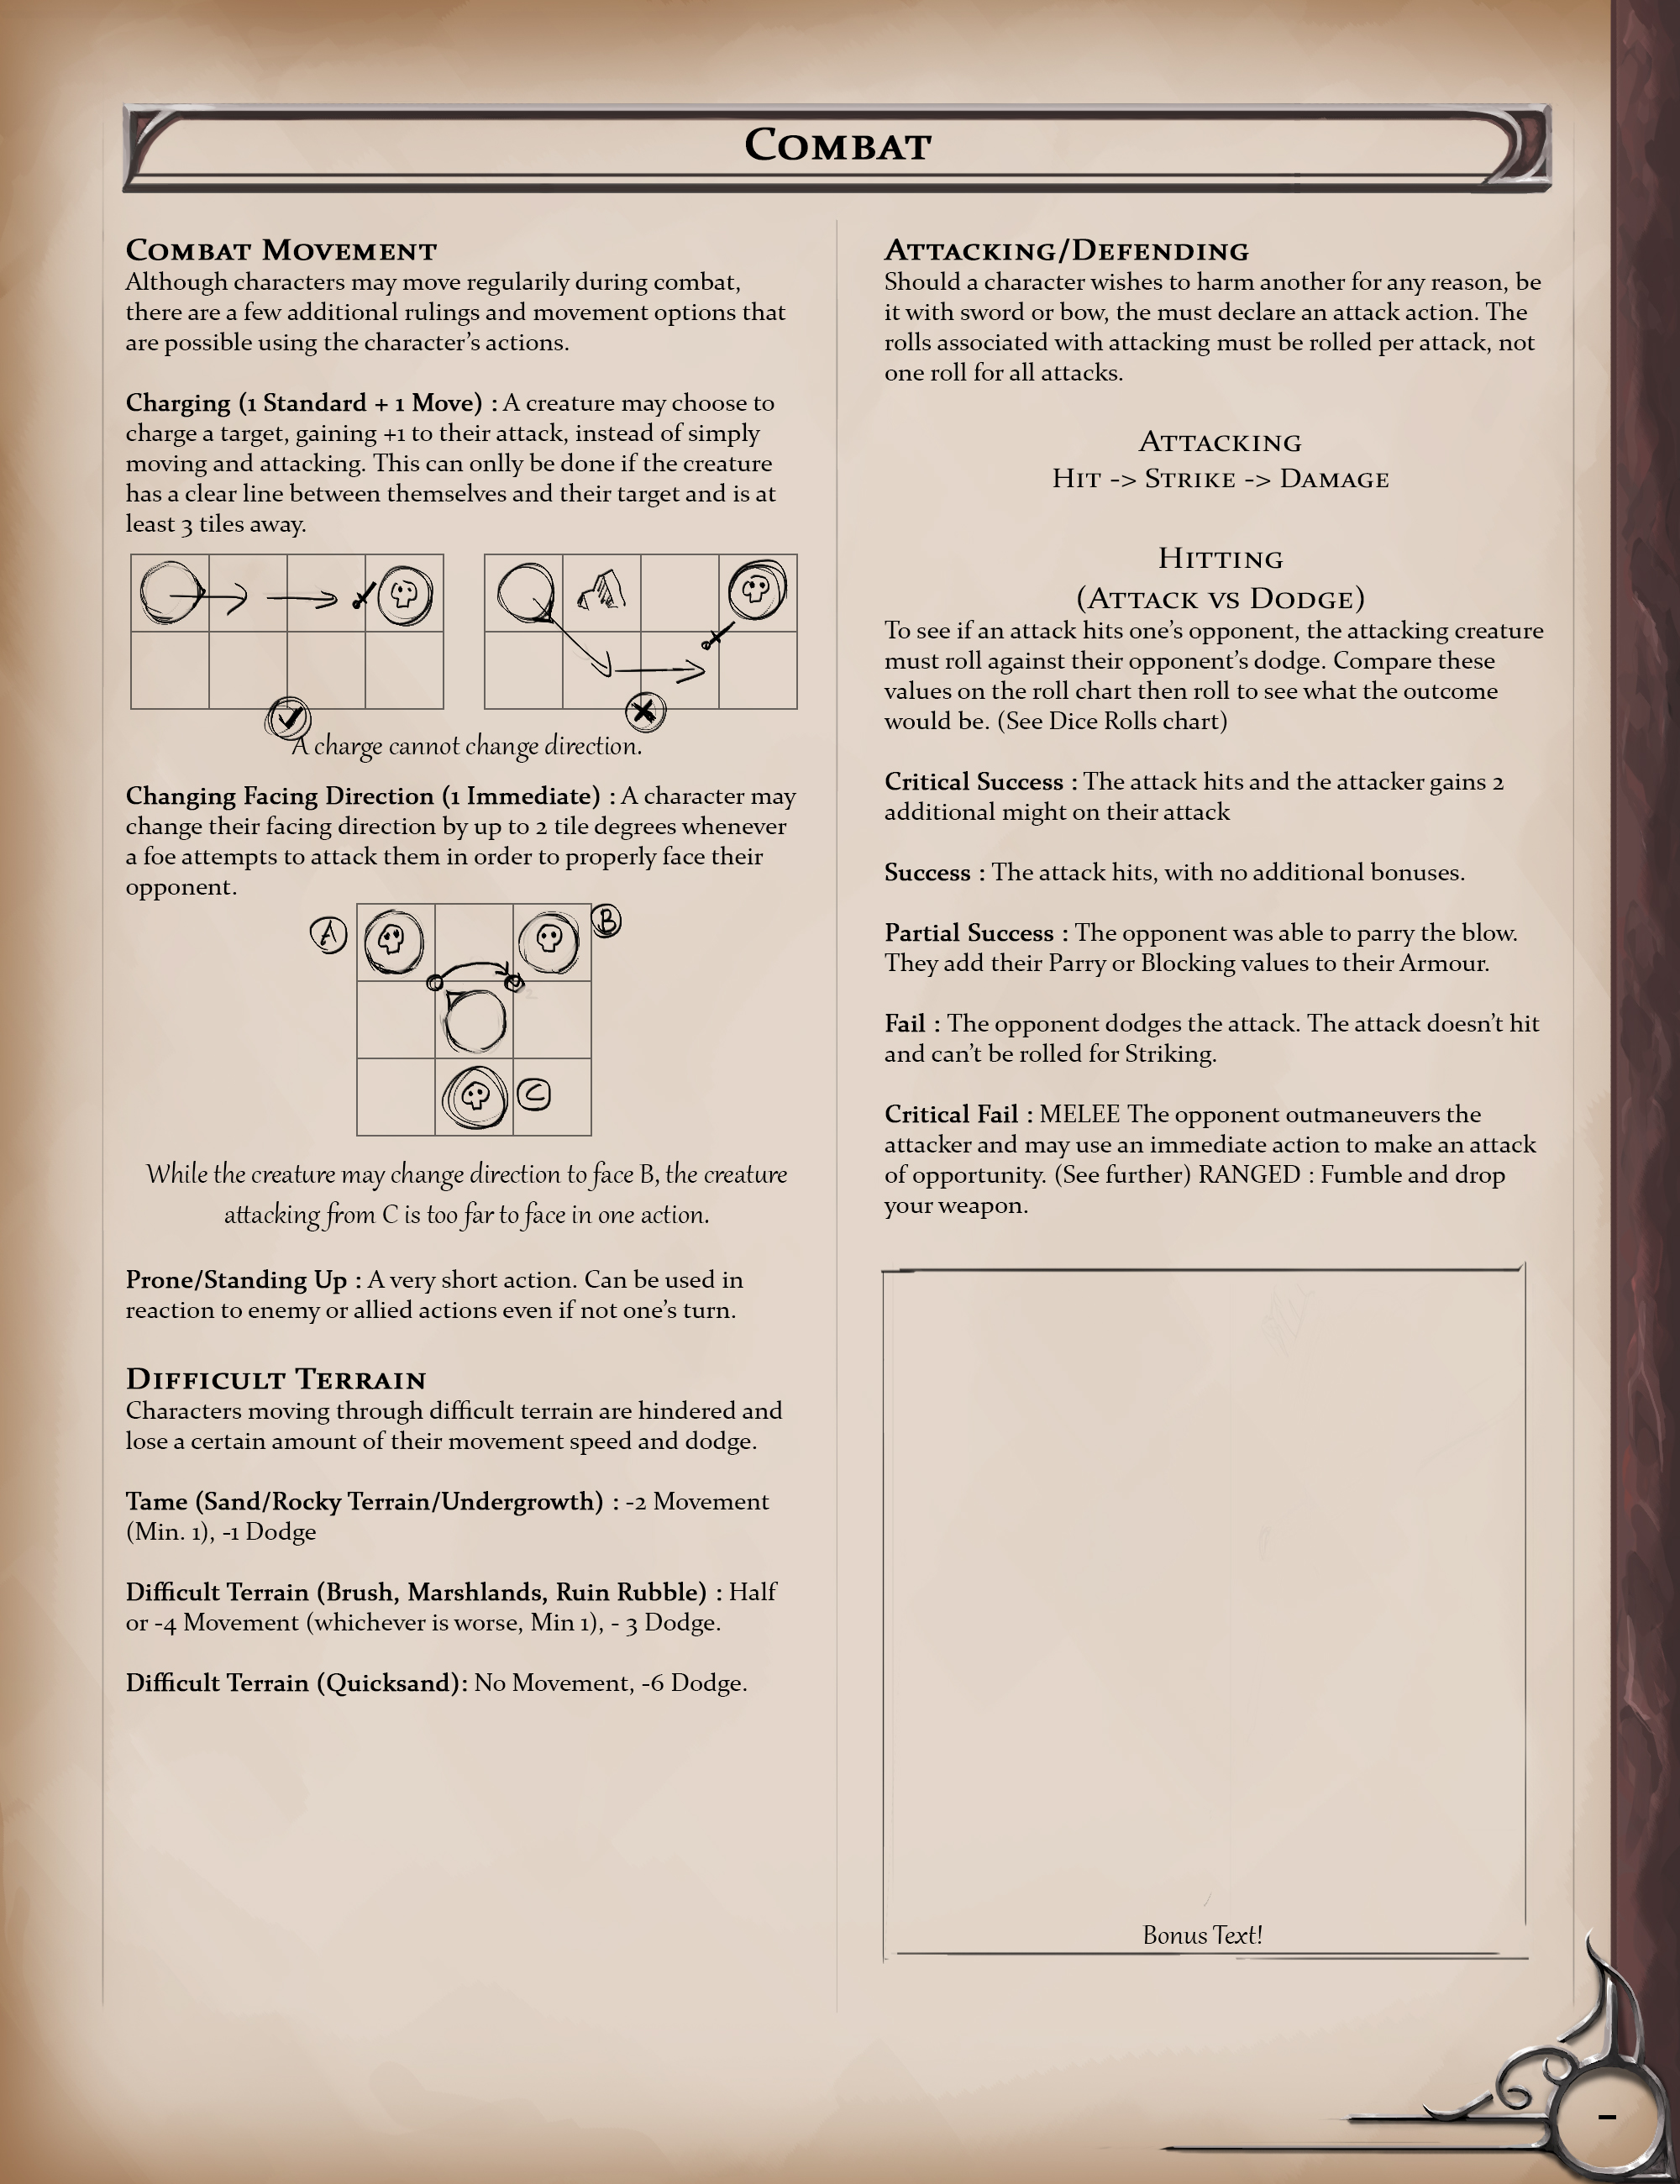 Combat
Combat Movement
Although characters may move regularily during combat,
there are a few additional rulings and movement options that
are possible using the character's actions.
Charging (1 Standard + 1 Move) : A creature may choose to
charge a target, gaining +1 to their attack, instead of simply
moving and attacking. This can onlly be done if the creature
has a clear line between themselves and their target and is at
least 3 tiles away.
A charge cannot change direction.
Changing Facing Direction (1 Immediate) : A character may
change their facing direction by up to 2 tile degrees whenever
a foe attempts to attack them in order to properly face their
opponent.
A
B
C
While the creature may change direction to face B, the creature
attacking from C is too far to face in one action.
Prone/Standing Up : A very short action. Can be used in
reaction to enemy or allied actions even if not one's turn.
Difficult Terrain
Characters moving through difficult terrain are hindered and
lose a certain amount of their movement speed and dodge.
Tame (Sand/Rocky Terrain/Undergrowth) : -2 Movement
(Min. 1), -1 Dodge
Difficult Terrain (Brush, Marshlands, Ruin Rubble) : Half
or -4 Movement (whichever is worse, Min 1), - 3 Dodge.
Difficult Terrain (Quicksand): No Movement, -6 Dodge.
Attacking/Defending
Should a character wishes to harm another for any reason, be
it with sword or bow, the must declare an attack action. The
rolls associated with attacking must be rolled per attack, not
one roll for all attacks.
Attacking
Hit -> Strike -> Damage
Hitting
(Attack vs Dodge)
To see if an attack hits one's opponent, the attacking creature
must roll against their opponent's dodge. Compare these
values on the roll chart then roll to see what the outcome
would be. (See Dice Rolls chart)
Critical Success : The attack hits and the attacker gains 2
additional might on their attack
Success : The attack hits, with no additional bonuses.
Partial Success : The opponent was able to parry the blow.
They add their Parry or Blocking values to their Armour.
Fail : The opponent dodges the attack. The attack doesn't hit
and can't be rolled for Striking.
Critical Fail : MELEE The opponent outmaneuvers the
attacker and may use an immediate action to make an attack
of opportunity. (See further) RANGED : Fumble and drop
your weapon.
Bonus Text!
-